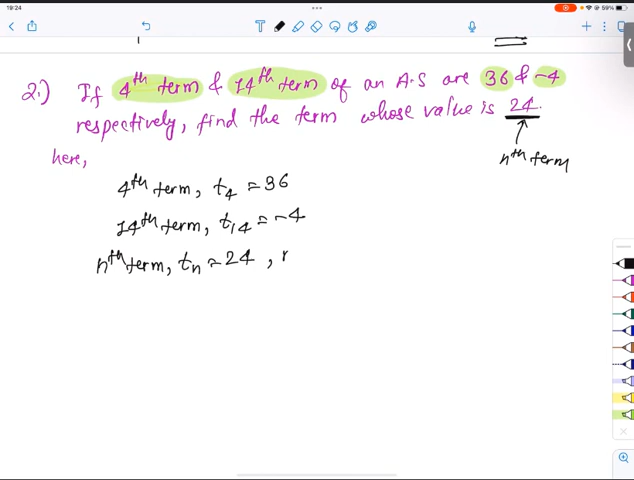 19:24
59%
2.) If 4th term & 14th term of an A.S are 36 & -4
respectively, find the term whose value is 24.
here,
nth term
4th term, t4 = 36
14th term, t14 = -4
nth term, tn = 24 ,